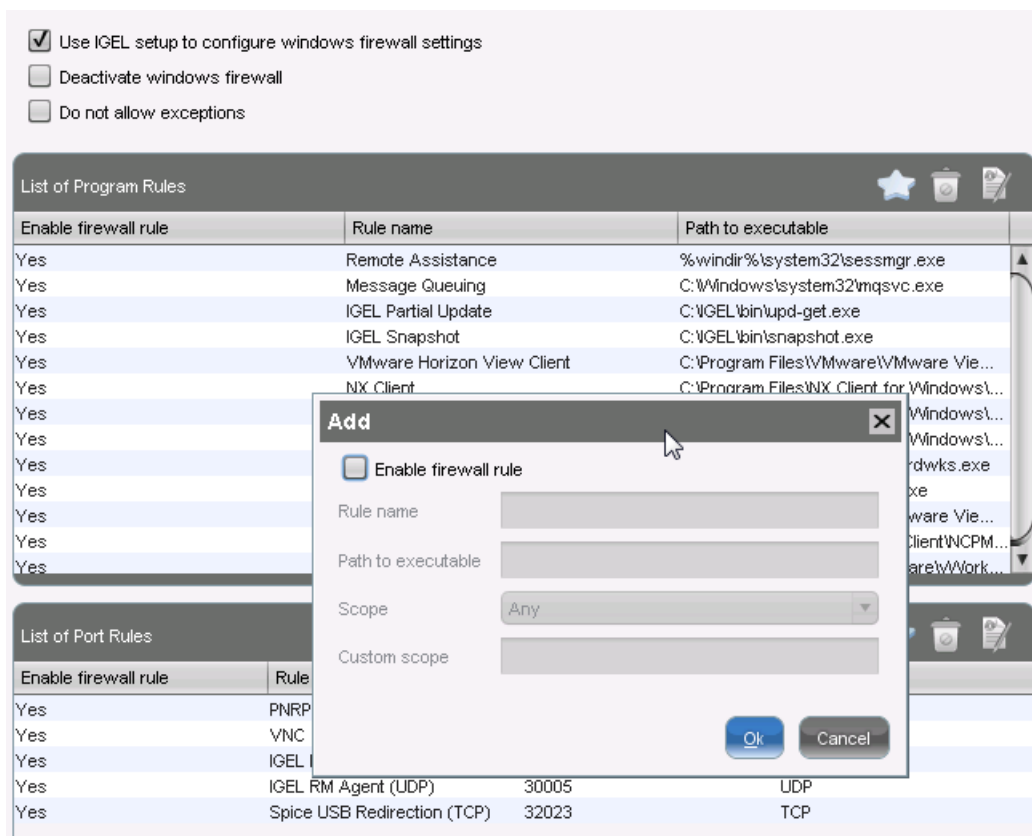 Use IGEL setup to configure windows firewall settings
Deactivate windows firewall
Do not allow exceptions
List of Program Rules
Enable firewall rule Rule name Path to executable
Yes Remote Assistance %windir%\system32\sessmgr.exe
Yes Message Queuing C:\Windows\system32\mqsvc.exe
Yes IGEL Partial Update C:\IGEL\bin\upd-get.exe
Yes IGEL Snapshot C:\IGEL\bin\snapshot.exe
Yes VMware Horizon View Client C:\Program Files\VMware\VMware Vie...
Yes NX Client C:\Program Files\NX Client for Windows\...
Yes Windows\...
Yes Windows\...
Yes rdwks.exe
Yes xe
Yes ware Vie...
Yes Client\NCPM...
Yes are\Work...
Add
Enable firewall rule
Rule name
Path to executable
Scope Any
Custom scope
Ok Cancel
List of Port Rules
Enable firewall rule Rule
Yes PNRP
Yes VNC
Yes IGEL
Yes IGEL RM Agent (UDP) 30005 UDP
Yes Spice USB Redirection (TCP) 32023 TCP